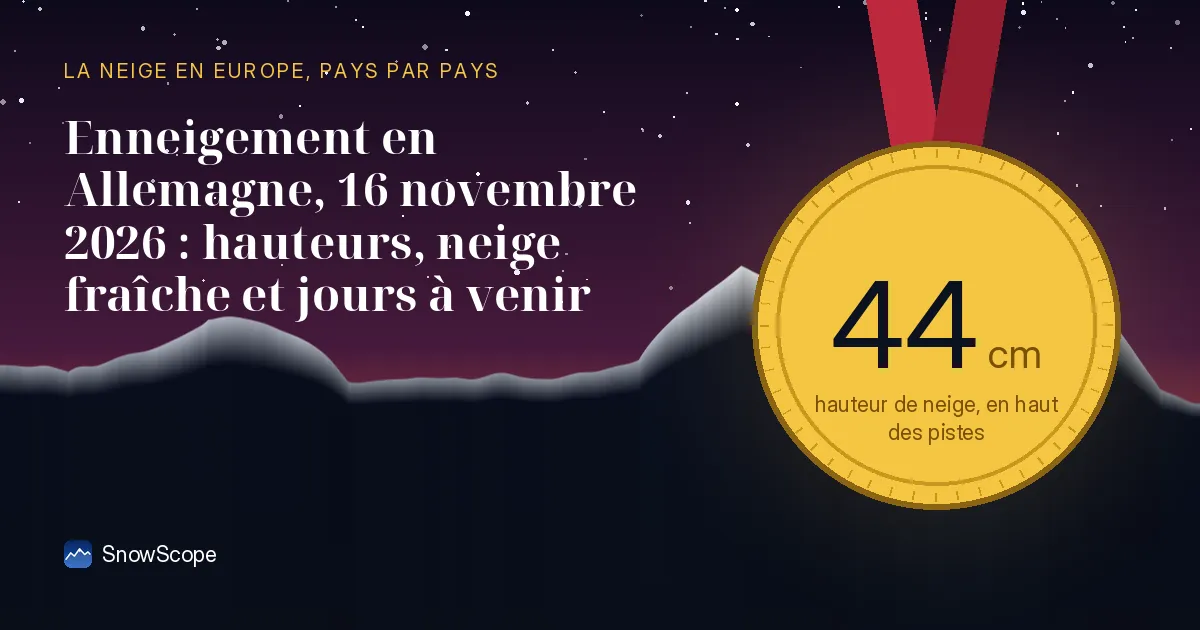 LA NEIGE EN EUROPE, PAYS PAR PAYS
Enneigement en
Allemagne, 16 novembre
2026 : hauteurs, neige
fraîche et jours à venir
44 cm
hauteur de neige, en haut
des pistes
SnowScope